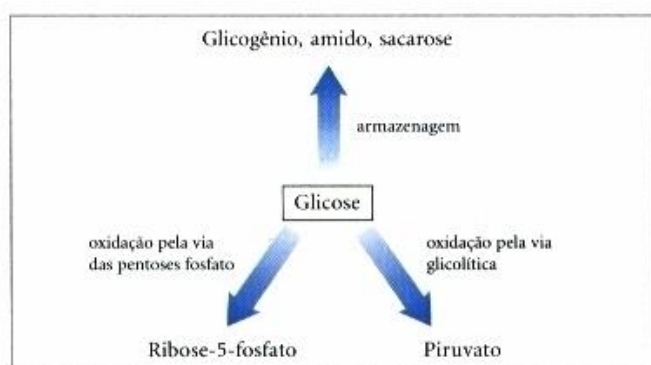 Glicogênio, amido, sacarose
armazenagem
Glicose
oxidação pela via
das pentoses fosfato
oxidação pela via
glicolítica
Ribose-5-fosfato
Piruvato